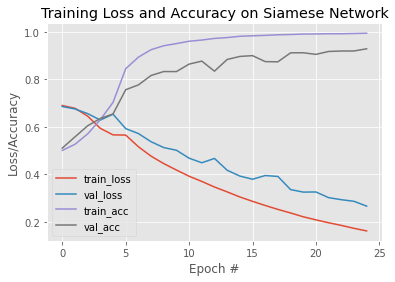 Training Loss and Accuracy on Siamese Network
Loss/Accuracy
1.0
0.8
0.6
0.4
0.2
train_loss
val_loss
train_acc
val_acc
0 5 10 15 20 25
Epoch #